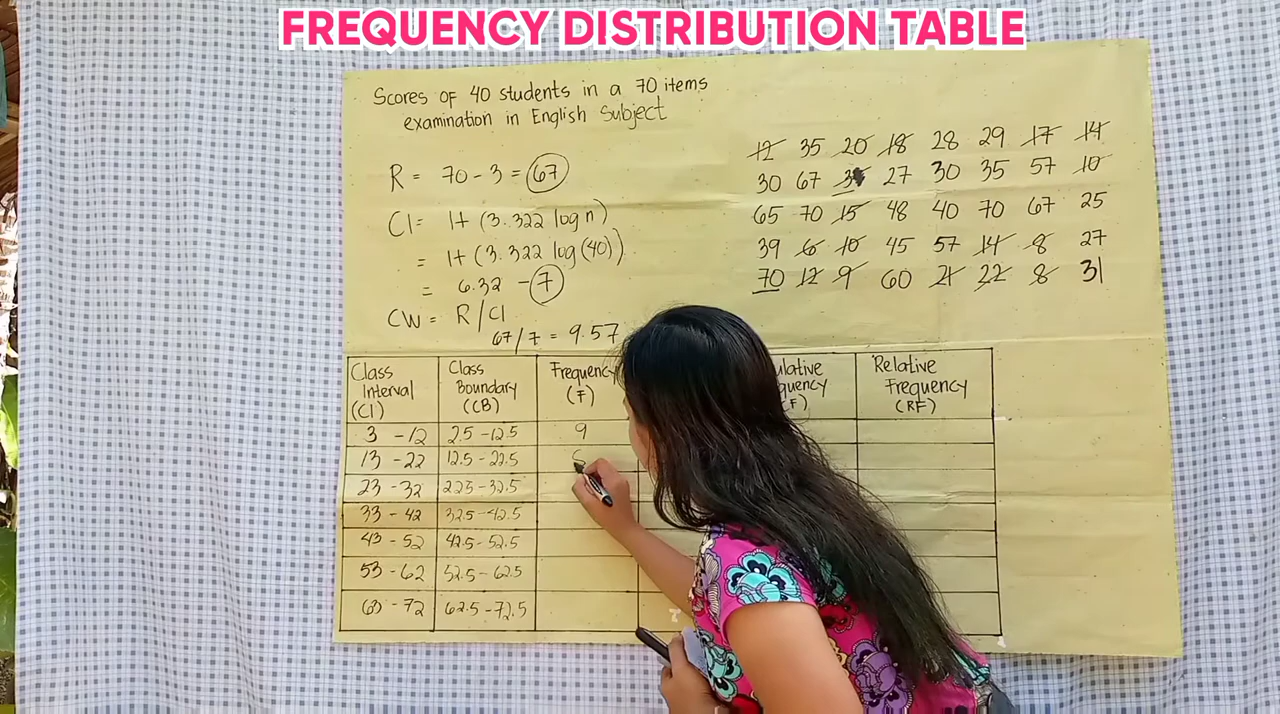 FREQUENCY DISTRIBUTION TABLE
Scores of 40 students in a 70 items
examination in English Subject
R = 70 - 3 = 67
CI = 1+ (3.322 log n)
= 1+ (3.322 log (40))
= 6.32 - 7
CW = R/CI
67/7 = 9.57
12 35 20 18 28 29 17 14
30 67 3 27 30 35 57 10
65 70 15 48 40 70 67 25
39 6 10 45 57 14 8 27
70 12 9 60 21 22 8 31
Class Interval (CI) Class Boundary (CB) Frequency (F) Relative Frequency (RF)
3 - 12 2.5 - 12.5 9
13 - 22 12.5 - 22.5
23 - 32 22.5 - 32.5
33 - 42 32.5 - 42.5
43 - 52 42.5 - 52.5
53 - 62 52.5 - 62.5
63 - 72 62.5 - 72.5